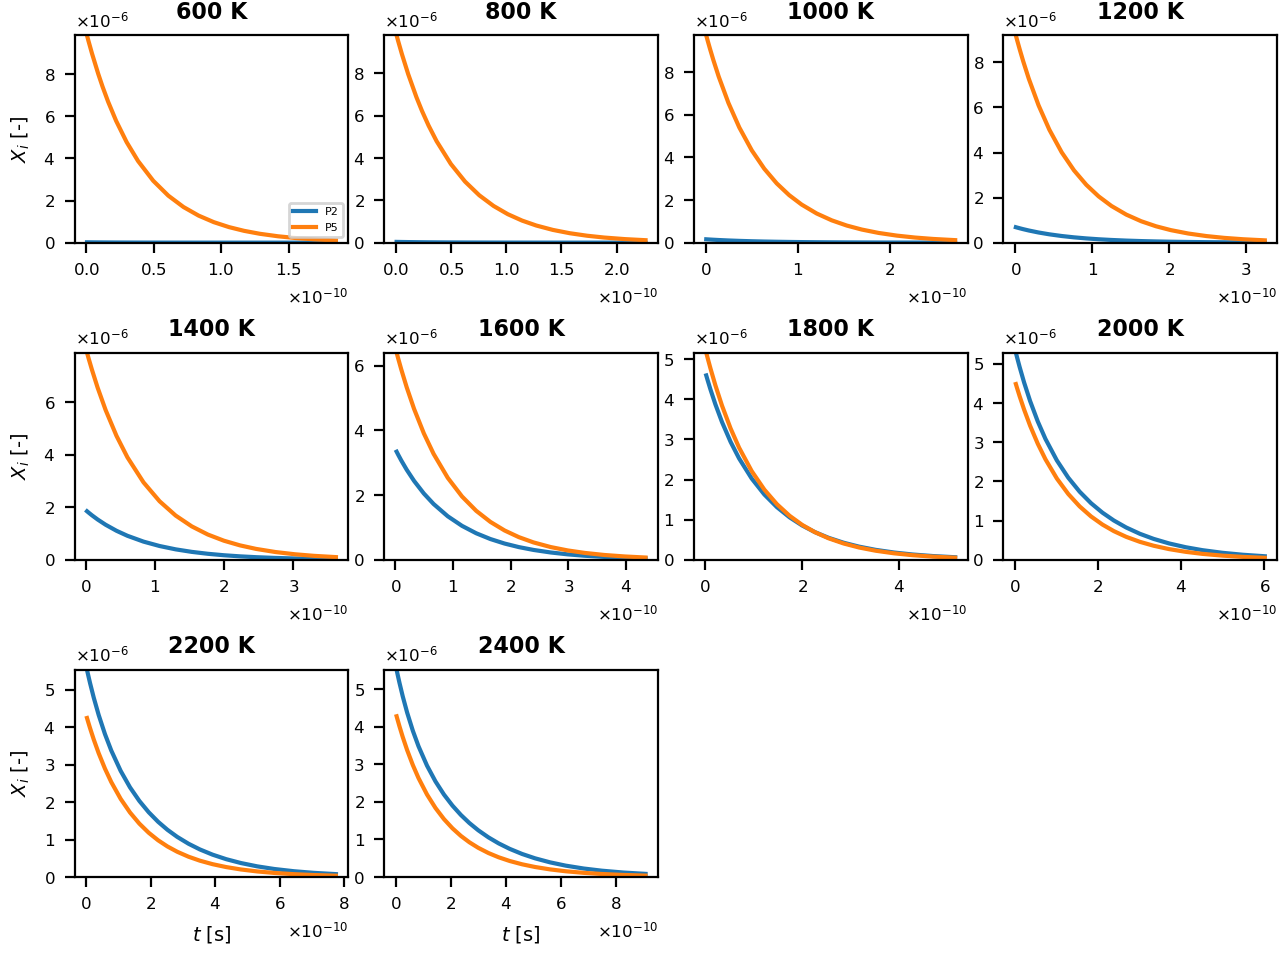 600 K 800 K 1000 K 1200 K
×10⁻⁶ ×10⁻⁶ ×10⁻⁶ ×10⁻⁶
X_i [-]
8 8 8 8
6 6 6 6
4 4 4 4
2 2 2 2
0 0 0 0
P2
P5
0.0 0.5 1.0 1.5 0.0 0.5 1.0 1.5 2.0 0 1 2 0 1 2 3
×10⁻¹⁰ ×10⁻¹⁰ ×10⁻¹⁰ ×10⁻¹⁰
1400 K 1600 K 1800 K 2000 K
×10⁻⁶ ×10⁻⁶ ×10⁻⁶ ×10⁻⁶
X_i [-]
6 6 5 5
4 4 4 4
2 2 3 3
0 0 2 2
1 1
0 0
0 1 2 3 0 1 2 3 4 0 2 4 0 2 4 6
×10⁻¹⁰ ×10⁻¹⁰ ×10⁻¹⁰ ×10⁻¹⁰
2200 K 2400 K
×10⁻⁶ ×10⁻⁶
X_i [-]
5 5
4 4
3 3
2 2
1 1
0 0
0 2 4 6 8 0 2 4 6 8
×10⁻¹⁰ ×10⁻¹⁰
t [s] t [s]